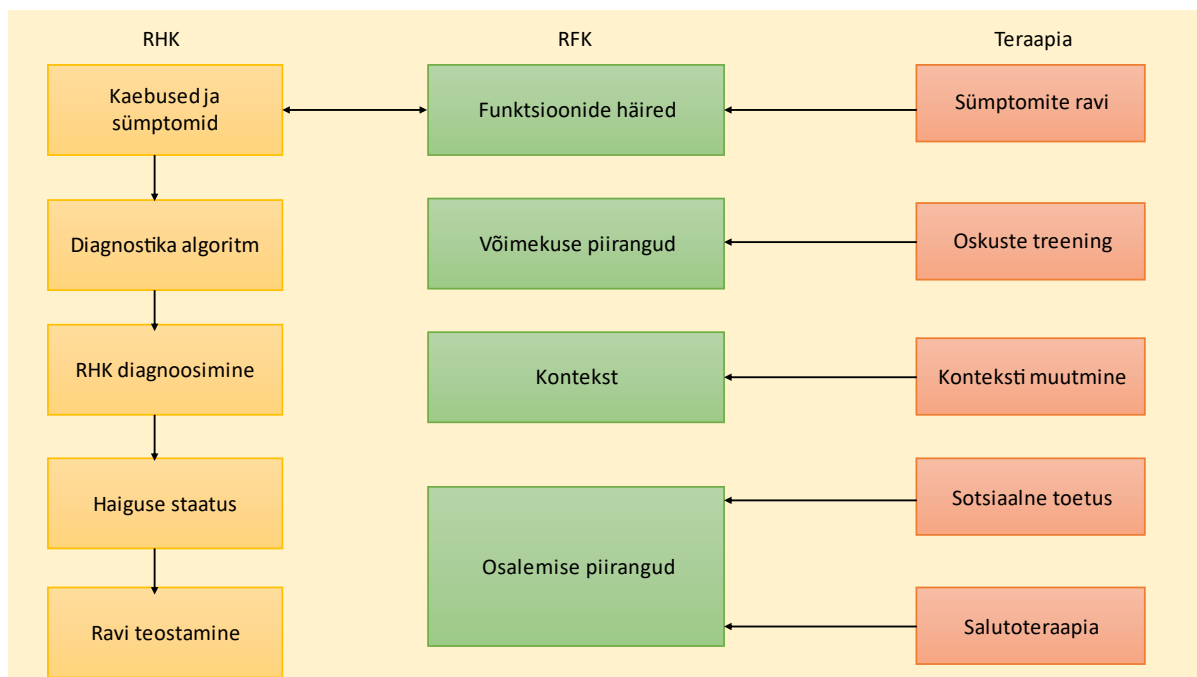 RHK
RFK
Teraapia
Kaebused ja
sümptomid
Funktsioonide häired
Sümptomite ravi
Diagnostika algoritm
Võimekuse piirangud
Oskuste treening
RHK diagnoosimine
Kontekst
Konteksti muutmine
Haiguse staatus
Osalemise piirangud
Sotsiaalne toetus
Ravi teostamine
Salutoteraapia